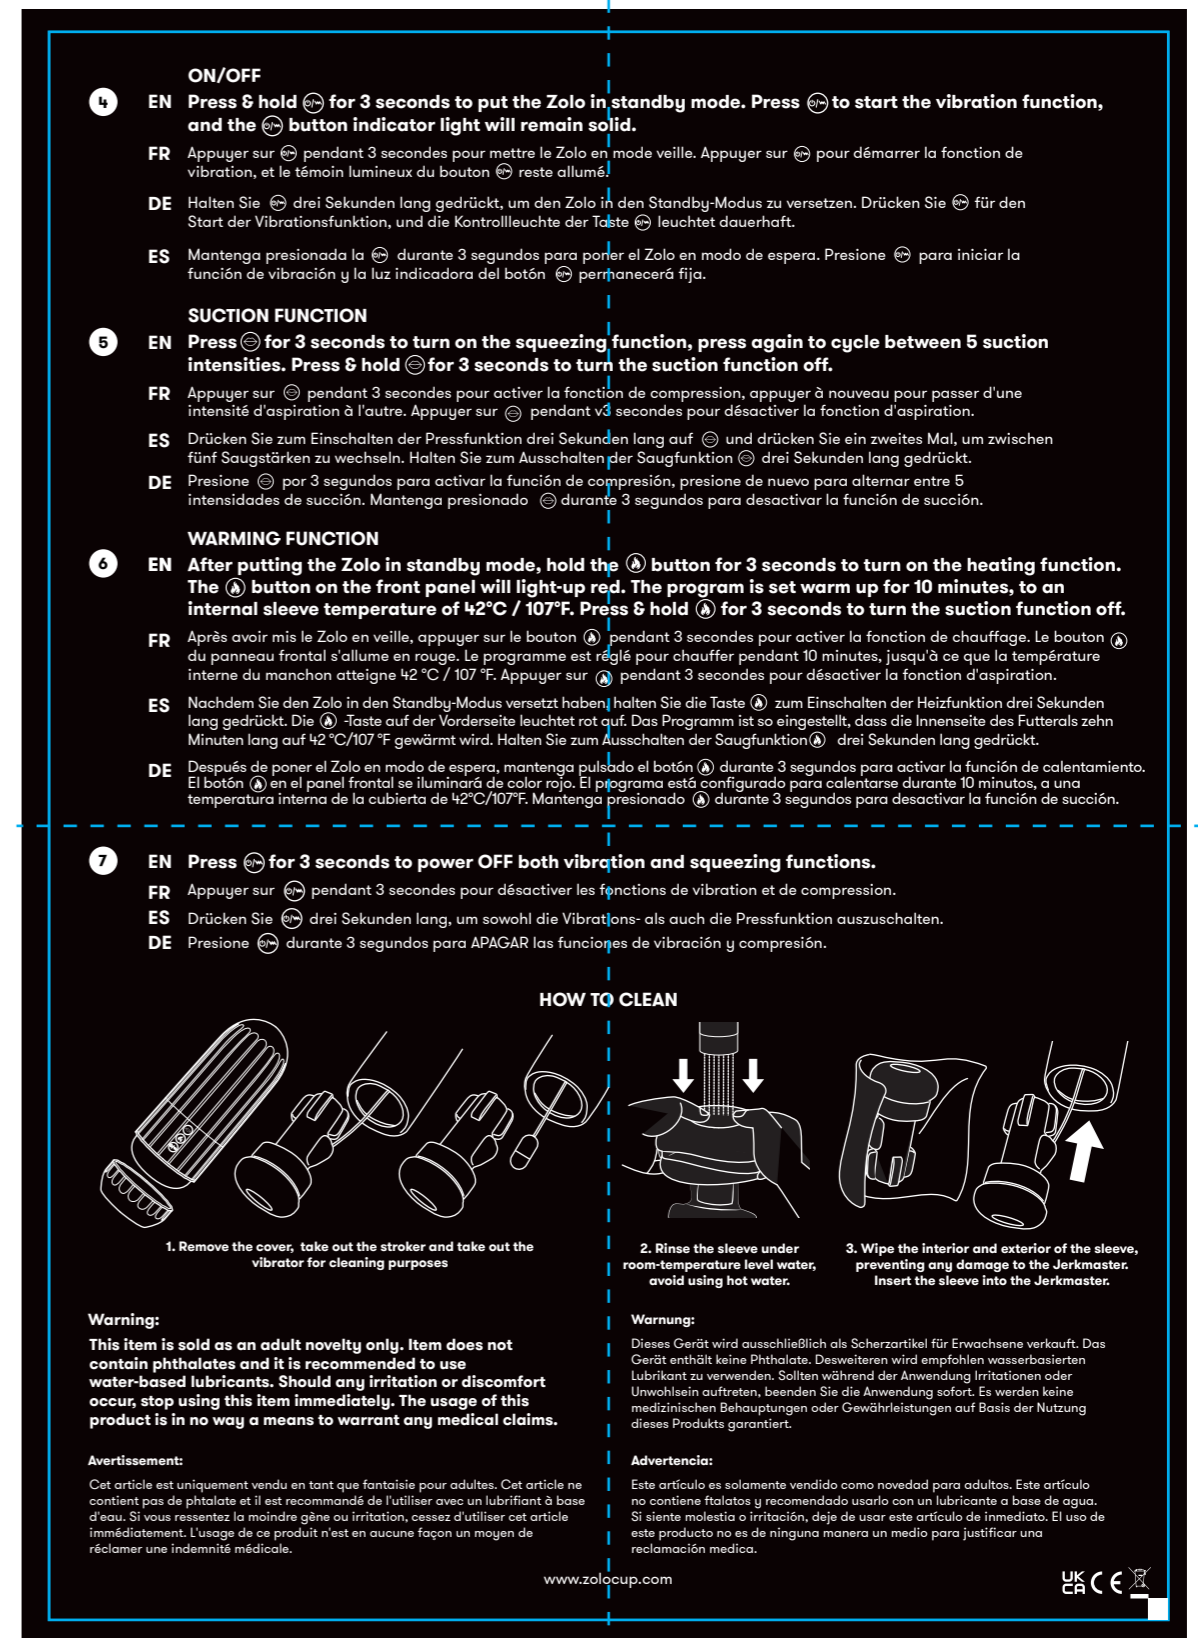 ON/OFF
4 EN Press & hold for 3 seconds to put the Zolo in standby mode. Press to start the vibration function,
and the button indicator light will remain solid.
FR Appuyer sur pendant 3 secondes pour mettre le Zolo en mode veille. Appuyer sur pour démarrer la fonction de
vibration, et le témoin lumineux du bouton reste allumé.
DE Halten Sie drei Sekunden lang gedrückt, um den Zolo in den Standby-Modus zu versetzen. Drücken Sie für den
Start der Vibrationsfunktion, und die Kontrollleuchte der Taste leuchtet dauerhaft.
ES Mantenga presionada la durante 3 segundos para poner el Zolo en modo de espera. Presione para iniciar la
función de vibración y la luz indicadora del botón permanecerá fija.
SUCTION FUNCTION
5 EN Press for 3 seconds to turn on the squeezing function, press again to cycle between 5 suction
intensities. Press & hold for 3 seconds to turn the suction function off.
FR Appuyer sur pendant 3 secondes pour activer la fonction de compression, appuyer à nouveau pour passer d'une
intensité d'aspiration à l'autre. Appuyer sur pendant v3 secondes pour désactiver la fonction d'aspiration.
ES Drücken Sie zum Einschalten der Pressfunktion drei Sekunden lang auf und drücken Sie ein zweites Mal, um zwischen
fünf Saugstärken zu wechseln. Halten Sie zum Ausschalten der Saugfunktion drei Sekunden lang gedrückt.
DE Presione por 3 segundos para activar la función de compresión, presione de nuevo para alternar entre 5
intensidades de succión. Mantenga presionado durante 3 segundos para desactivar la función de succión.
WARMING FUNCTION
6 EN After putting the Zolo in standby mode, hold the button for 3 seconds to turn on the heating function.
The button on the front panel will light-up red. The program is set warm up for 10 minutes, to an
internal sleeve temperature of 42°C / 107°F. Press & hold for 3 seconds to turn the suction function off.
FR Après avoir mis le Zolo en veille, appuyer sur le bouton pendant 3 secondes pour activer la fonction de chauffage. Le bouton
du panneau frontal s'allume en rouge. Le programme est réglé pour chauffer pendant 10 minutes, jusqu'à ce que la température
interne du manchon atteigne 42 °C / 107 °F. Appuyer sur pendant 3 secondes pour désactiver la fonction d'aspiration.
ES Nachdem Sie den Zolo in den Standby-Modus versetzt haben, halten Sie die Taste zum Einschalten der Heizfunktion drei Sekunden
lang gedrückt. Die -Taste auf der Vorderseite leuchtet rot auf. Das Programm ist so eingestellt, dass die Innenseite des Futterals zehn
Minuten lang auf 42 °C/107 °F gewärmt wird. Halten Sie zum Ausschalten der Saugfunktion drei Sekunden lang gedrückt.
DE Después de poner el Zolo en modo de espera, mantenga pulsado el botón durante 3 segundos para activar la función de calentamiento.
El botón en el panel frontal se iluminará de color rojo. El programa está configurado para calentarse durante 10 minutos, a una
temperatura interna de la cubierta de 42°C/107°F. Mantenga presionado durante 3 segundos para desactivar la función de succión.
7 EN Press for 3 seconds to power OFF both vibration and squeezing functions.
FR Appuyer sur pendant 3 secondes pour désactiver les fonctions de vibration et de compression.
ES Drücken Sie drei Sekunden lang, um sowohl die Vibrations- als auch die Pressfunktion auszuschalten.
DE Presione durante 3 segundos para APAGAR las funciones de vibración y compresión.
HOW TO CLEAN
1. Remove the cover, take out the stroker and take out the
vibrator for cleaning purposes
2. Rinse the sleeve under
room-temperature level water,
avoid using hot water.
3. Wipe the interior and exterior of the sleeve,
preventing any damage to the Jerkmaster.
Insert the sleeve into the Jerkmaster.
Warning:
This item is sold as an adult novelty only. Item does not
contain phthalates and it is recommended to use
water-based lubricants. Should any irritation or discomfort
occur, stop using this item immediately. The usage of this
product is in no way a means to warrant any medical claims.
Warnung:
Dieses Gerät wird ausschließlich als Scherzartikel für Erwachsene verkauft. Das
Gerät enthält keine Phthalate. Desweiteren wird empfohlen wasserbasierten
Lubrikant zu verwenden. Sollten während der Anwendung Irritationen oder
Unwohlsein auftreten, beenden Sie die Anwendung sofort. Es werden keine
medizinischen Behauptungen oder Gewährleistungen auf Basis der Nutzung
dieses Produkts garantiert.
Avertissement:
Cet article est uniquement vendu en tant que fantaisie pour adultes. Cet article ne
contient pas de phtalate et il est recommandé de l'utiliser avec un lubrifiant à base
d'eau. Si vous ressentez la moindre gène ou irritation, cessez d'utiliser cet article
immédiatement. L'usage de ce produit n'est en aucune façon un moyen de
réclamer une indemnité médicale.
Advertencia:
Este artículo es solamente vendido como novedad para adultos. Este artículo
no contiene ftalatos y recomendado usarlo con un lubricante a base de agua.
Si siente molestia o irritación, deje de usar este artículo de inmediato. El uso de
este producto no es de ninguna manera un medio para justificar una
reclamación medica.
www.zolocup.com
UK
CA CE